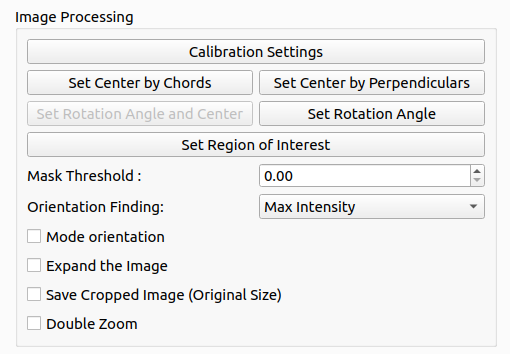 Image Processing
Calibration Settings
Set Center by Chords Set Center by Perpendiculars
Set Rotation Angle and Center Set Rotation Angle
Set Region of Interest
Mask Threshold : 0.00
Orientation Finding: Max Intensity
Mode orientation
Expand the Image
Save Cropped Image (Original Size)
Double Zoom